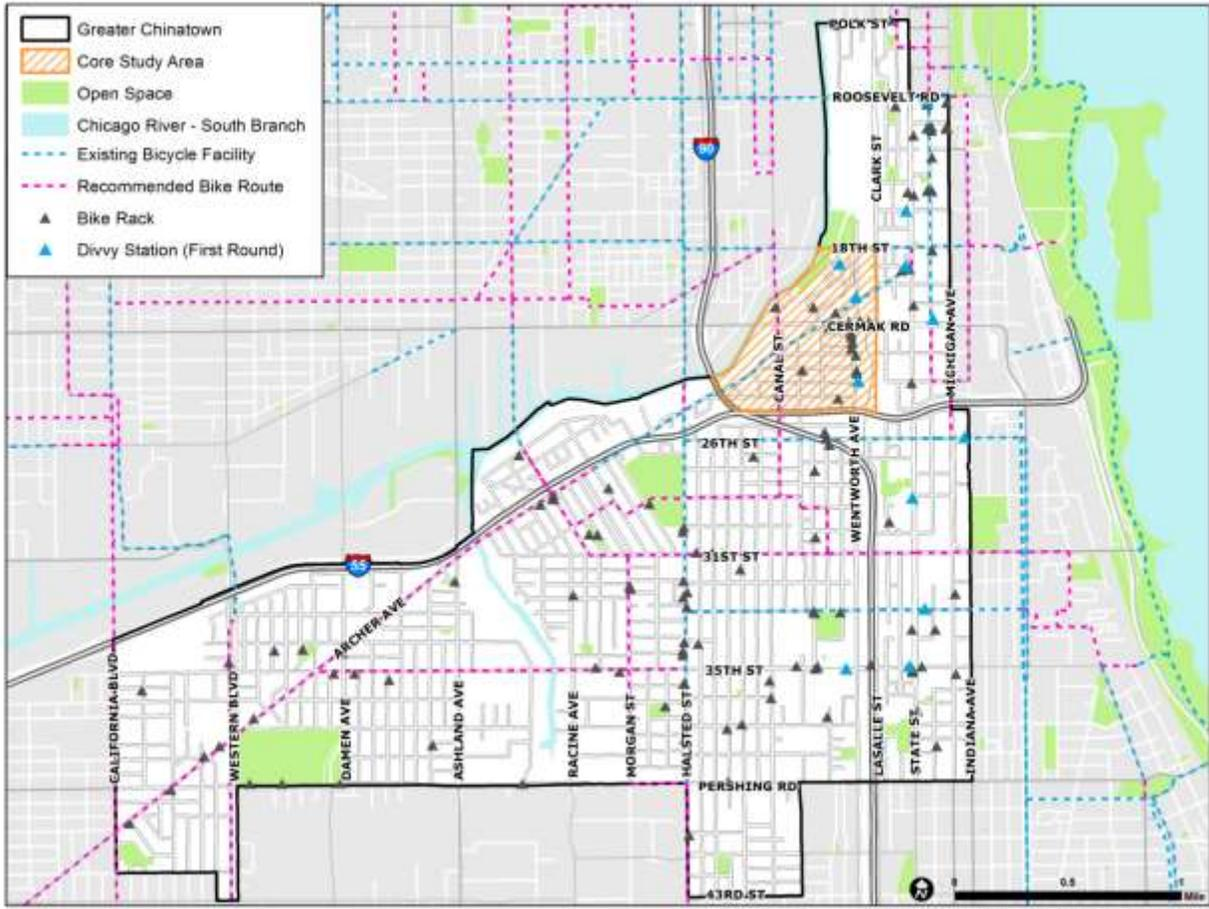 Greater Chinatown
Core Study Area
Open Space
Chicago River - South Branch
Existing Bicycle Facility
Recommended Bike Route
Bike Rack
Divvy Station (First Round)
POLK ST
ROOSEVELT RD
90
CLARK ST
18TH ST
CERMAK RD
CANAL ST
MICHIGAN AVE
26TH ST
WENTWORTH AVE
31ST ST
55
ARCHER AVE
35TH ST
CALIFORNIA BLVD
WESTERN BLVD
DAMEN AVE
ASHLAND AVE
RACINE AVE
MORGAN ST
HALSTED ST
LASALLE ST
STATE ST
INDIANA AVE
PERSHING RD
43RD ST
0 0.5 1
Mile